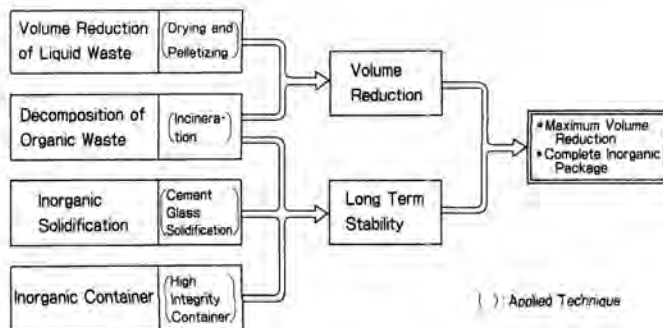 Volume Reduction
of Liquid Waste
(Drying and
Pelletizing)
Decomposition of
Organic Waste
(Incinera-
tion)
Inorganic
Solidification
(Cement
Glass
Solidification)
Inorganic Container
(High
Integrity
Container)
Volume
Reduction
Long Term
Stability
*Maximum Volume
Reduction
*Complete Inorganic
Package
( ): Applied Technique